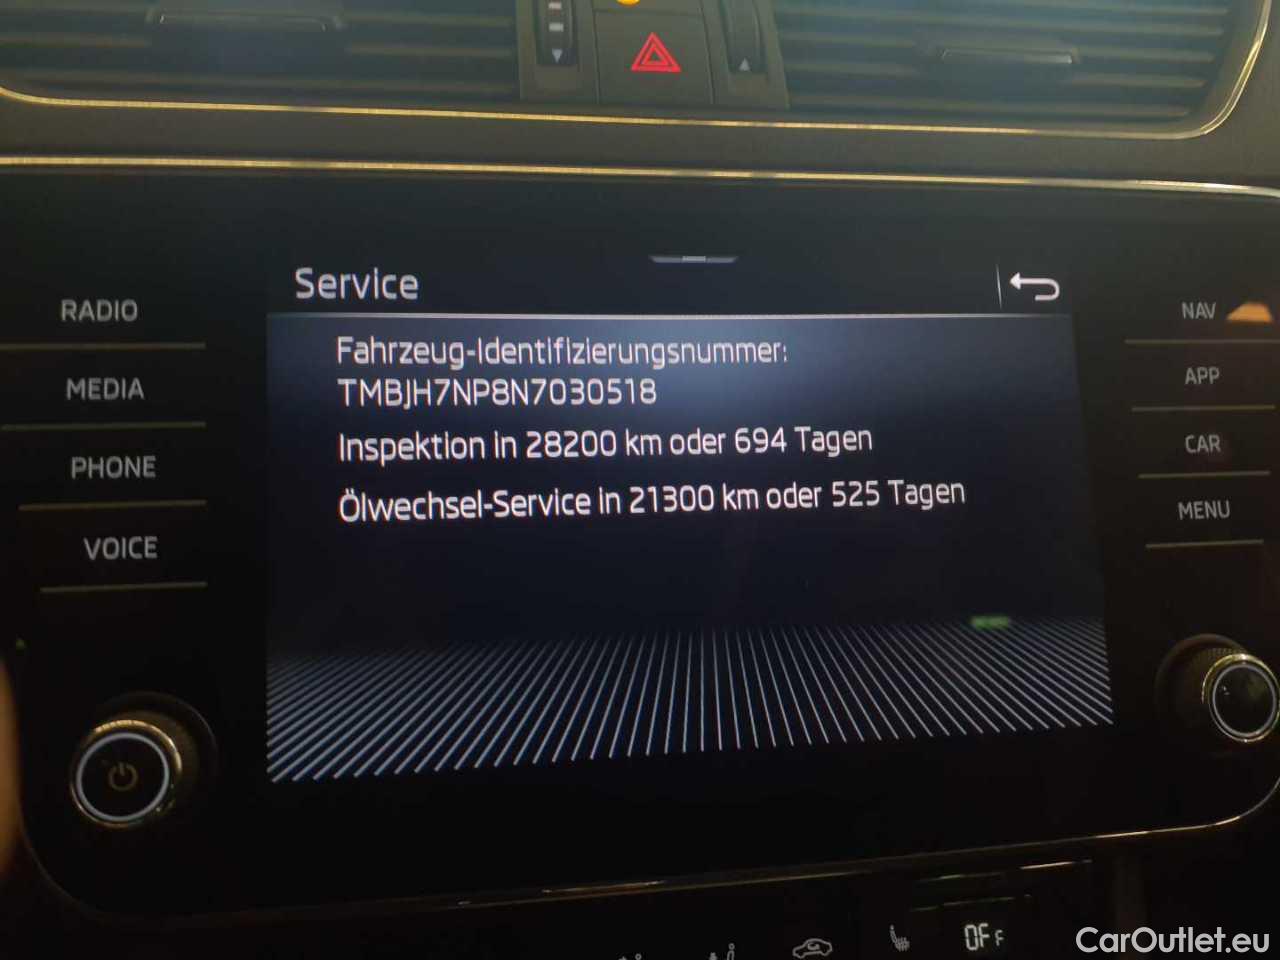 Service
RADIO
NAV
MEDIA
APP
PHONE
CAR
VOICE
MENU
Fahrzeug-Identifizierungsnummer:
TMBJH7NP8N7030518
Inspektion in 28200 km oder 694 Tagen
Ölwechsel-Service in 21300 km oder 525 Tagen
OFF
CarOutlet.eu